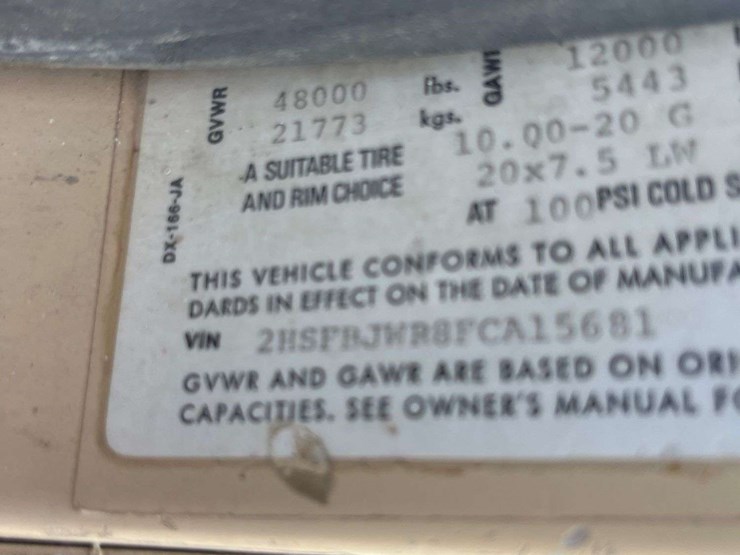 GVWR 48000 lbs. GAWR 12000
21773 kgs. 5443
A SUITABLE TIRE 10.00-20 G
AND RIM CHOICE 20x7.5
AT 100 PSI COLD
DX-166-JA
THIS VEHICLE CONFORMS TO ALL APPLI
DARDS IN EFFECT ON THE DATE OF MANUFA
VIN 2HSFBJWR8FCA15681
GVWR AND GAWR ARE BASED ON ORI
CAPACITIES. SEE OWNER'S MANUAL FO